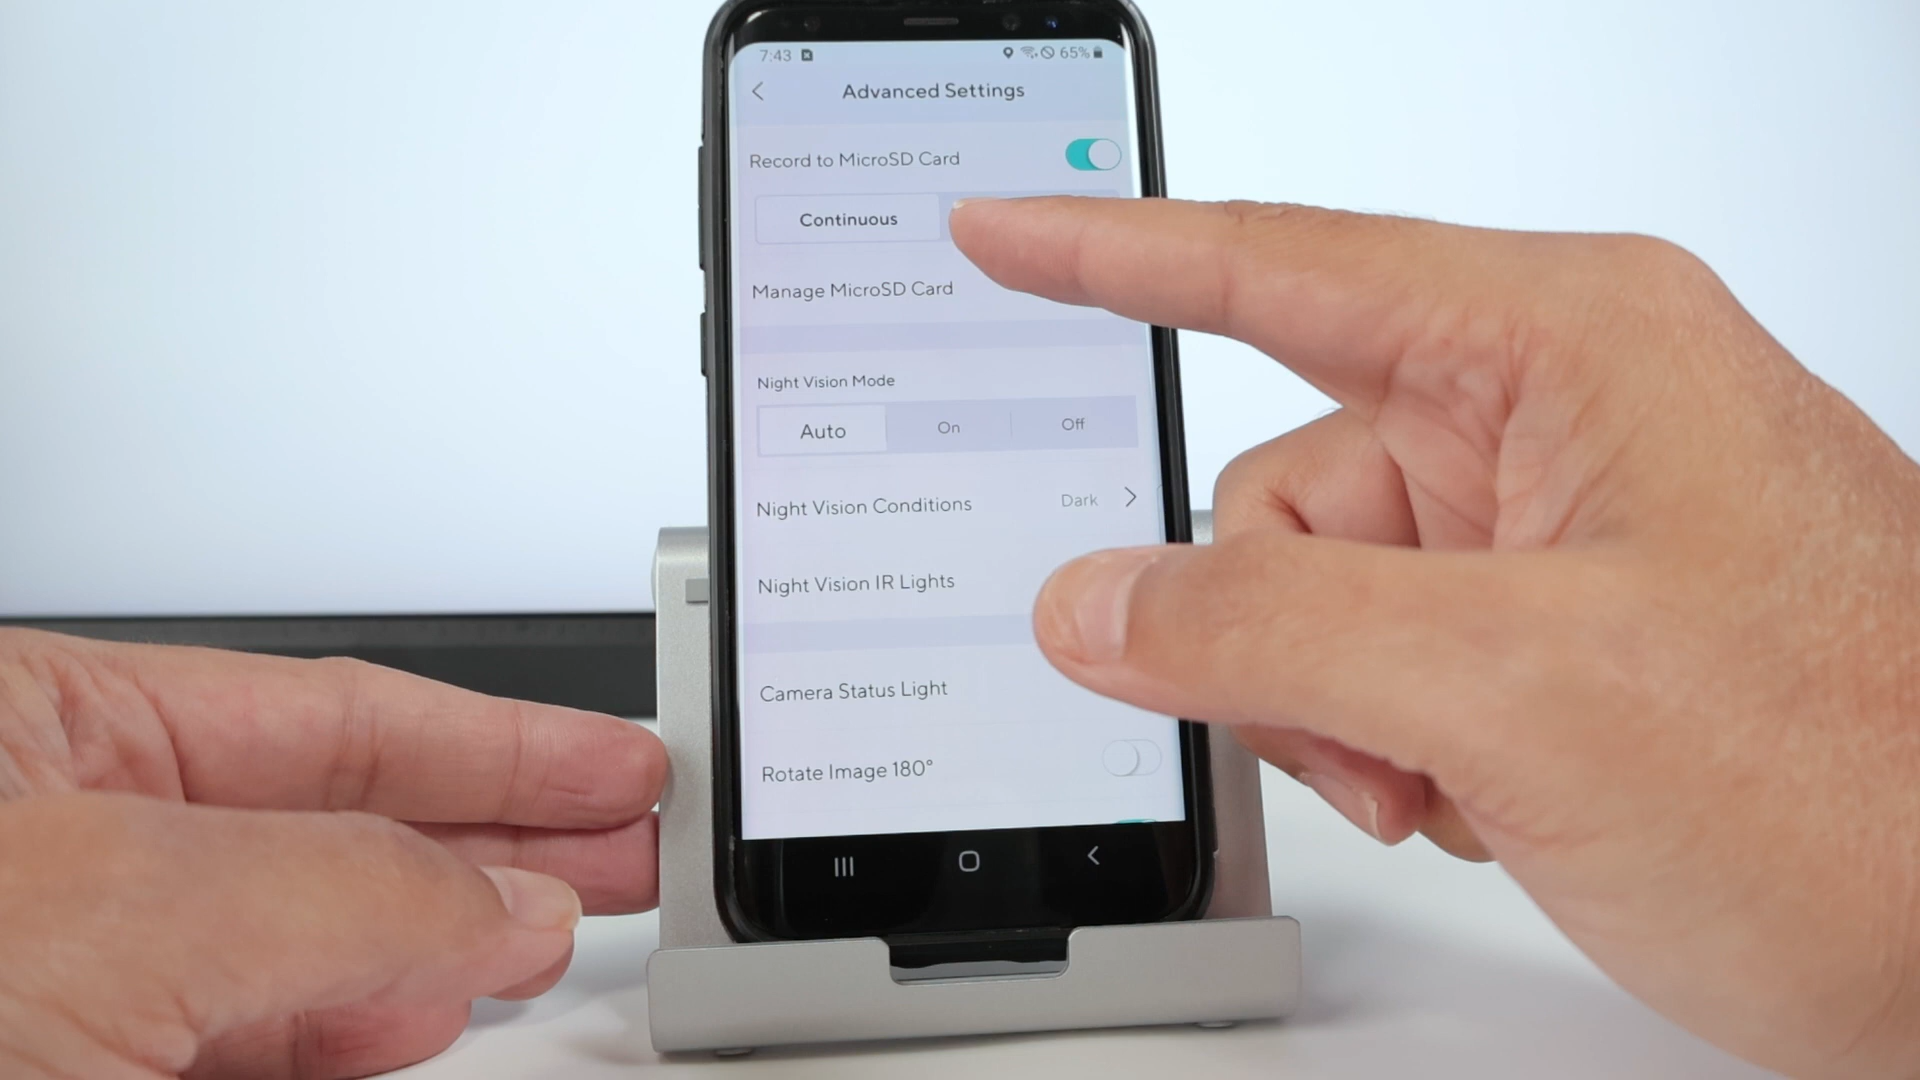 7:43 65%
Advanced Settings
Record to MicroSD Card
Continuous
Manage MicroSD Card
Night Vision Mode
Auto On Off
Night Vision Conditions Dark
Night Vision IR Lights
Camera Status Light
Rotate Image 180°